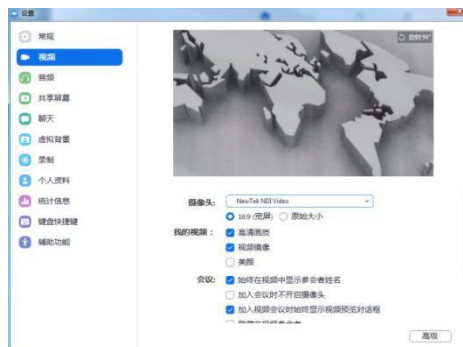 设置
常规
视频
音频
共享屏幕
聊天
虚拟背景
录制
个人资料
统计信息
键盘快捷键
辅助功能
旋转90°
摄像头:
NewTek NDI Video
16:9 (宽屏) 原始大小
我的视频：
高清画质
视频镜像
美颜
会议:
始终在视频中显示参会者姓名
加入会议时不开启摄像头
加入视频会议时始终显示视频预览对话框
高级